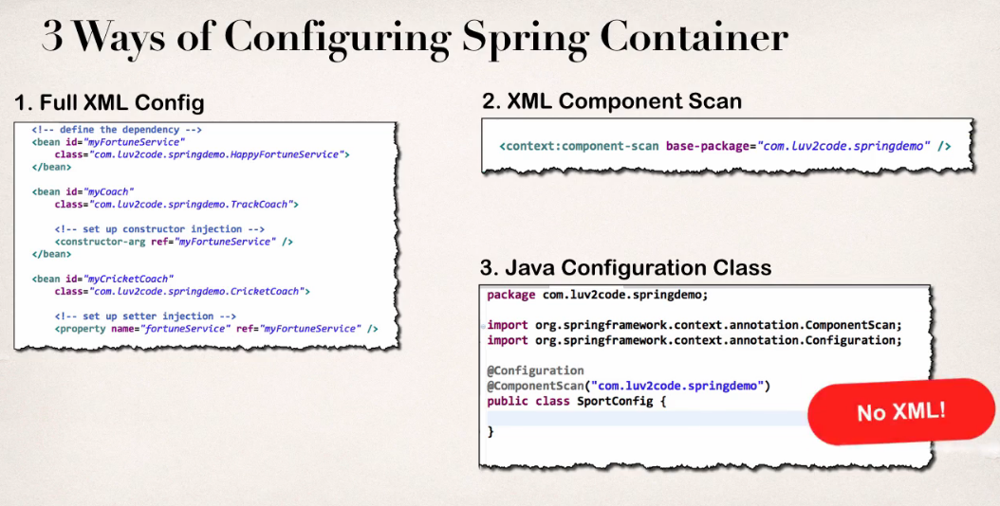 3 Ways of Configuring Spring Container
1. Full XML Config
<!-- define the dependency -->
<bean id="myFortuneService"
class="com.luv2code.springdemo.HappyFortuneService">
</bean>
<bean id="myCoach"
class="com.luv2code.springdemo.TrackCoach">
<!-- set up constructor injection -->
<constructor-arg ref="myFortuneService" />
</bean>
<bean id="myCricketCoach"
class="com.luv2code.springdemo.CricketCoach">
<!-- set up setter injection -->
<property name="fortuneService" ref="myFortuneService" />
2. XML Component Scan
<context:component-scan base-package="com.luv2code.springdemo" />
3. Java Configuration Class
package com.luv2code.springdemo;
import org.springframework.context.annotation.ComponentScan;
import org.springframework.context.annotation.Configuration;
@Configuration
@ComponentScan("com.luv2code.springdemo")
public class SportConfig {
}
No XML!